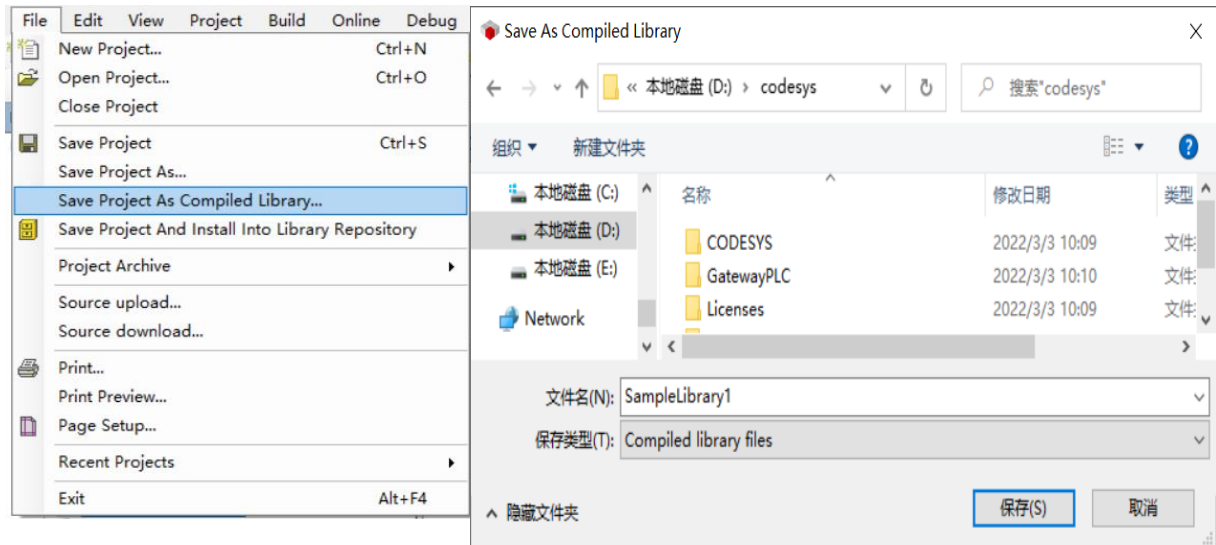 File Edit View Project Build Online Debug
New Project... Ctrl+N
Open Project... Ctrl+O
Close Project
Save Project Ctrl+S
Save Project As...
Save Project As Compiled Library...
Save Project And Install Into Library Repository
Project Archive
Source upload...
Source download...
Print...
Print Preview...
Page Setup...
Recent Projects
Exit Alt+F4
Save As Compiled Library
« 本地磁盘 (D:) › codesys
搜索"codesys"
组织 新建文件夹
本地磁盘 (C:)
本地磁盘 (D:)
本地磁盘 (E:)
Network
名称 修改日期 类型
CODESYS 2022/3/3 10:09 文件
GatewayPLC 2022/3/3 10:10 文件
Licenses 2022/3/3 10:09 文件
文件名(N): SampleLibrary1
保存类型(T): Compiled library files
隐藏文件夹
保存(S) 取消